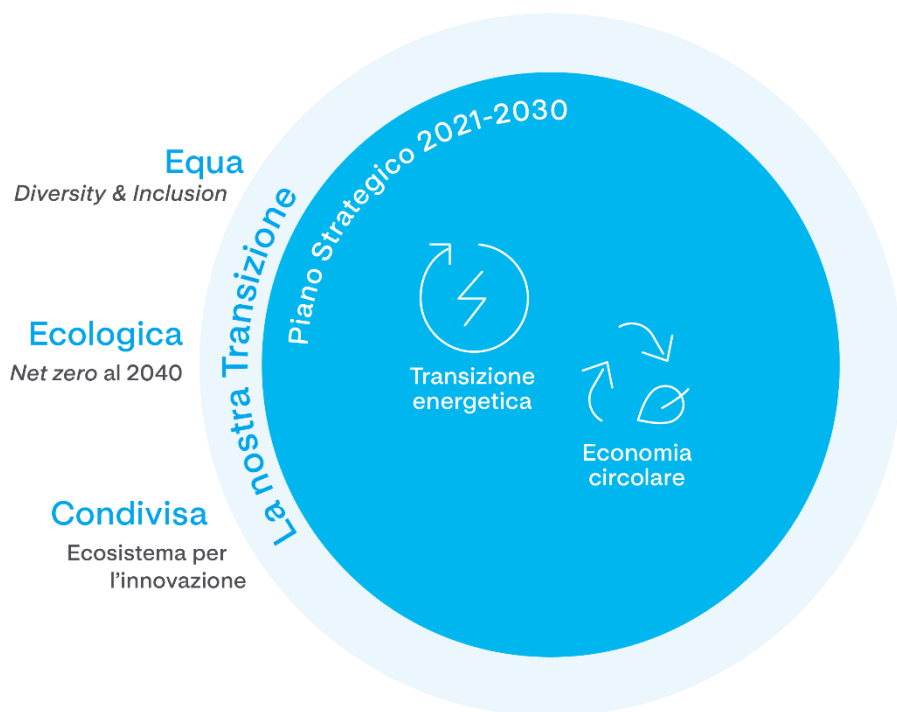 Equa
Diversity & Inclusion
Ecologica
Net zero al 2040
Condivisa
Ecosistema per
l'innovazione
La nostra Transizione
Piano Strategico 2021-2030
Transizione
energetica
Economia
circolare